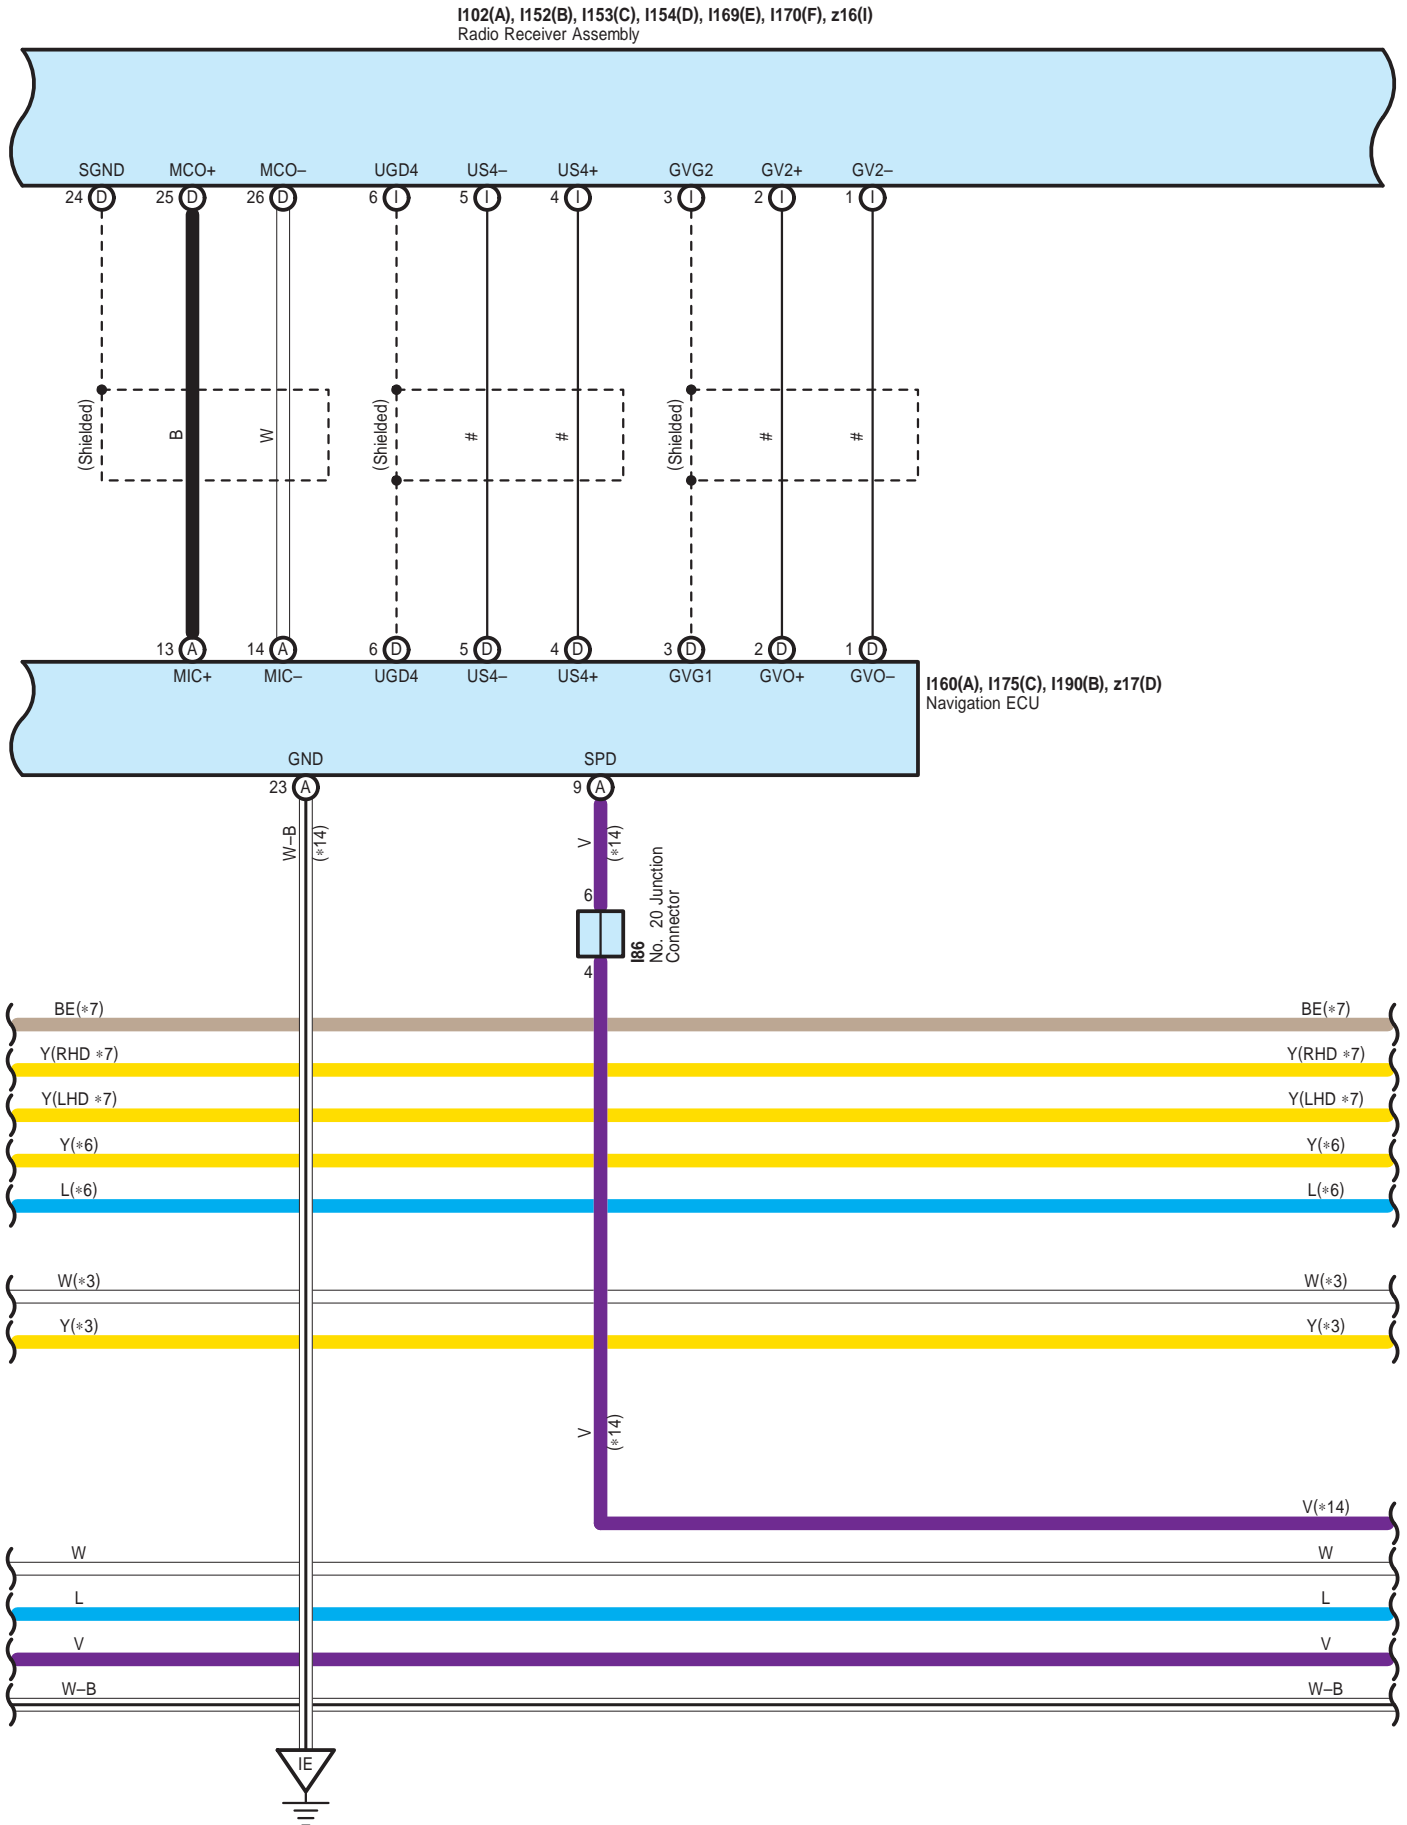 I102(A), I152(B), I153(C), I154(D), I169(E), I170(F), z16(I)
Radio Receiver Assembly
SGND MCO+ MCO– UGD4 US4– US4+ GVG2 GV2+ GV2–
24 D 25 D 26 D 6 I 5 I 4 I 3 I 2 I 1 I
(Shielded) B W (Shielded) # # (Shielded) # #
13 A 14 A 6 D 5 D 4 D 3 D 2 D 1 D
MIC+ MIC– UGD4 US4– US4+ GVG1 GVO+ GVO–
I160(A), I175(C), I190(B), z17(D)
Navigation ECU
GND SPD
23 A 9 A
W–B (*14) V (*14)
6
I86
No. 20 Junction
Connector
4
BE(*7) BE(*7)
Y(RHD *7) Y(RHD *7)
Y(LHD *7) Y(LHD *7)
Y(*6) Y(*6)
L(*6) L(*6)
W(*3) W(*3)
Y(*3) Y(*3)
V (*14)
V(*14)
W W
L L
V V
W–B W–B
IE